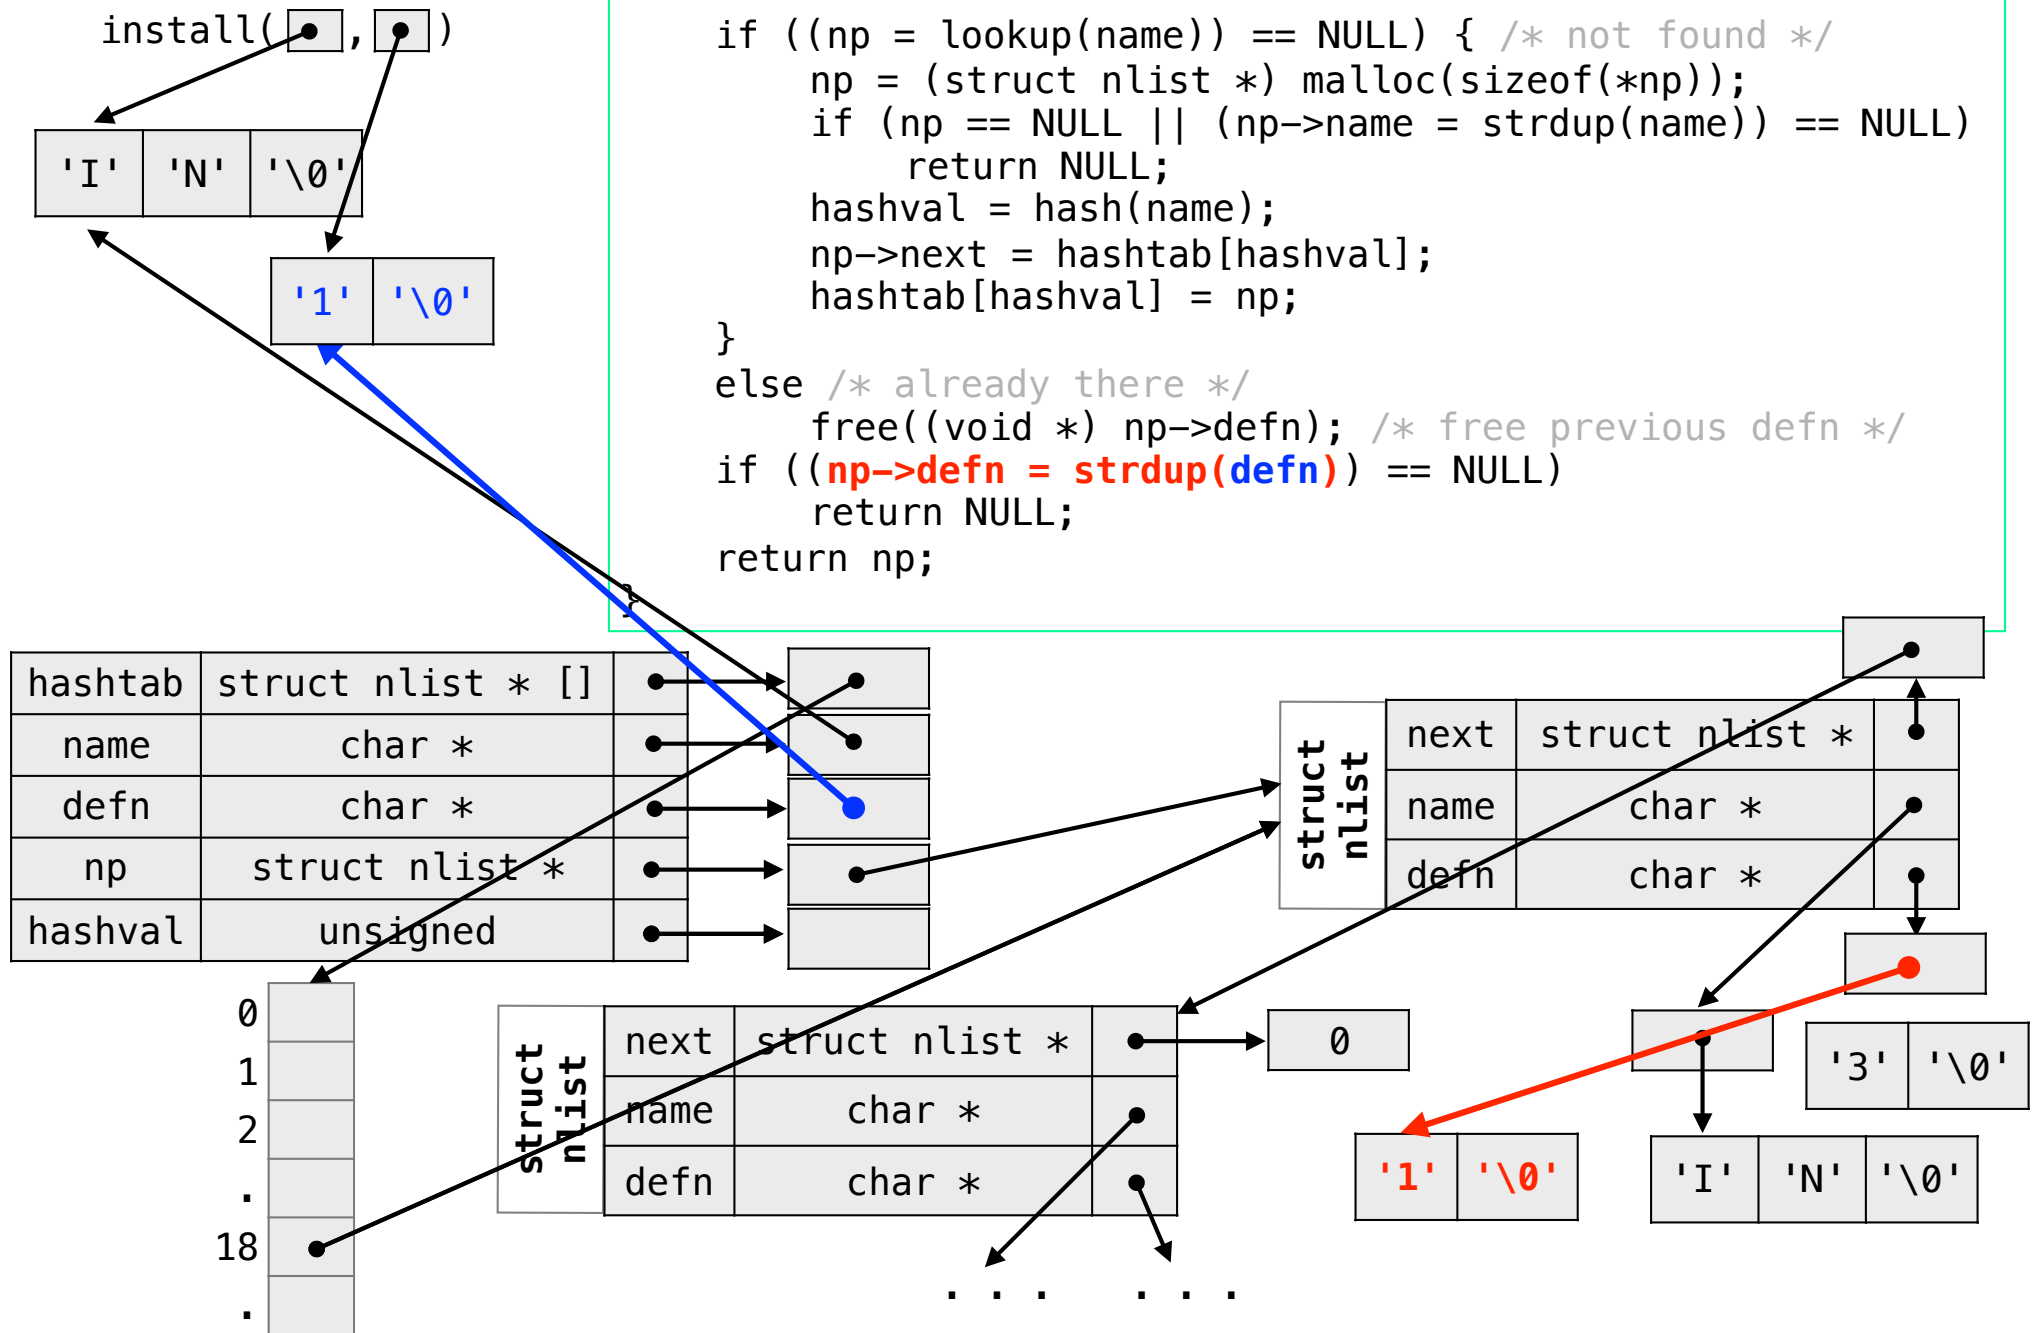 install( , )
'I' 'N' '\0'
'1' '\0'
if ((np = lookup(name)) == NULL) { /* not found */
np = (struct nlist *) malloc(sizeof(*np));
if (np == NULL || (np->name = strdup(name)) == NULL)
return NULL;
hashval = hash(name);
np->next = hashtab[hashval];
hashtab[hashval] = np;
}
else /* already there */
free((void *) np->defn); /* free previous defn */
if ((np->defn = strdup(defn)) == NULL)
return NULL;
return np;
}
hashtab struct nlist * []
name char *
defn char *
np struct nlist *
hashval unsigned
struct
nlist
next struct nlist *
name char *
defn char *
0
1
2
.
18
.
struct
nlist
next struct nlist * 0
name char *
defn char *
. . . . . .
'3' '\0'
'1' '\0'
'I' 'N' '\0'